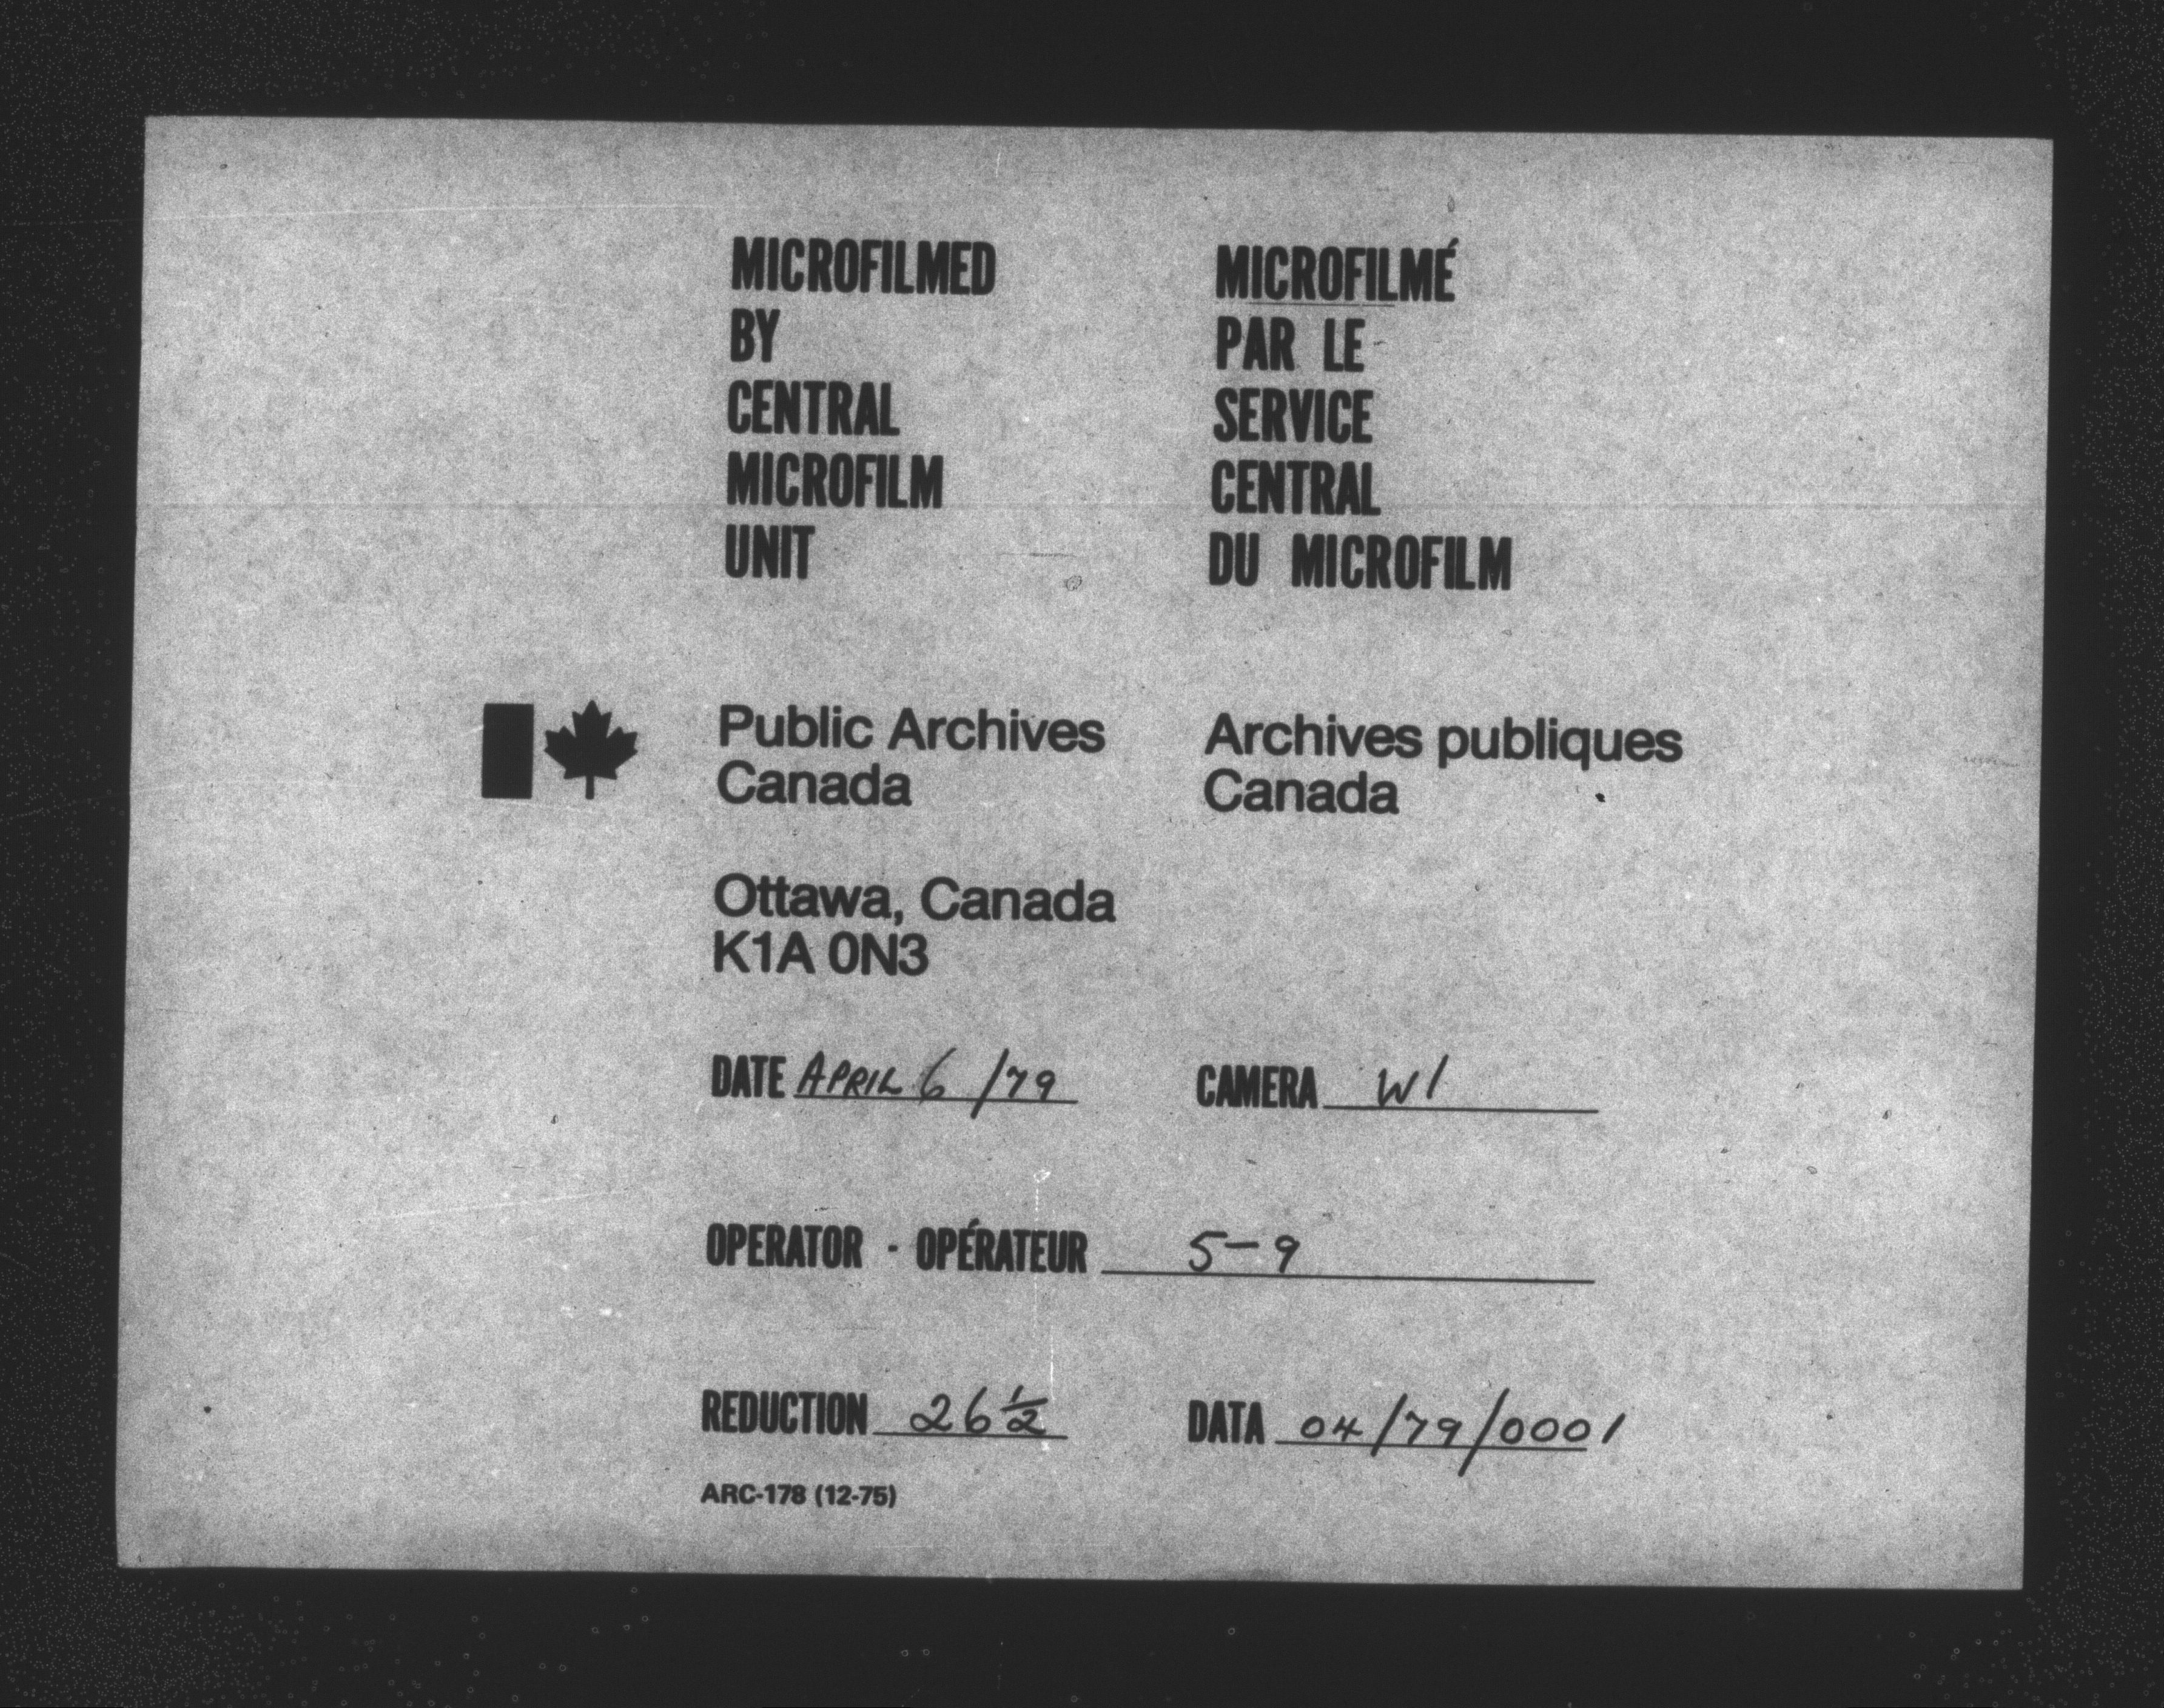 MICROFILMED
BY
CENTRAL
MICROFILM
UNIT
MICROFILMÉ
PAR LE
SERVICE
CENTRAL
DU MICROFILM
Public Archives
Canada
Archives publiques
Canada
Ottawa, Canada
K1A 0N3
DATE APRIL 6 /79
CAMERA W1
OPERATOR - OPÉRATEUR 5-9
REDUCTION 26 1/2
DATA 04/79/0001
ARC-178 (12-75)